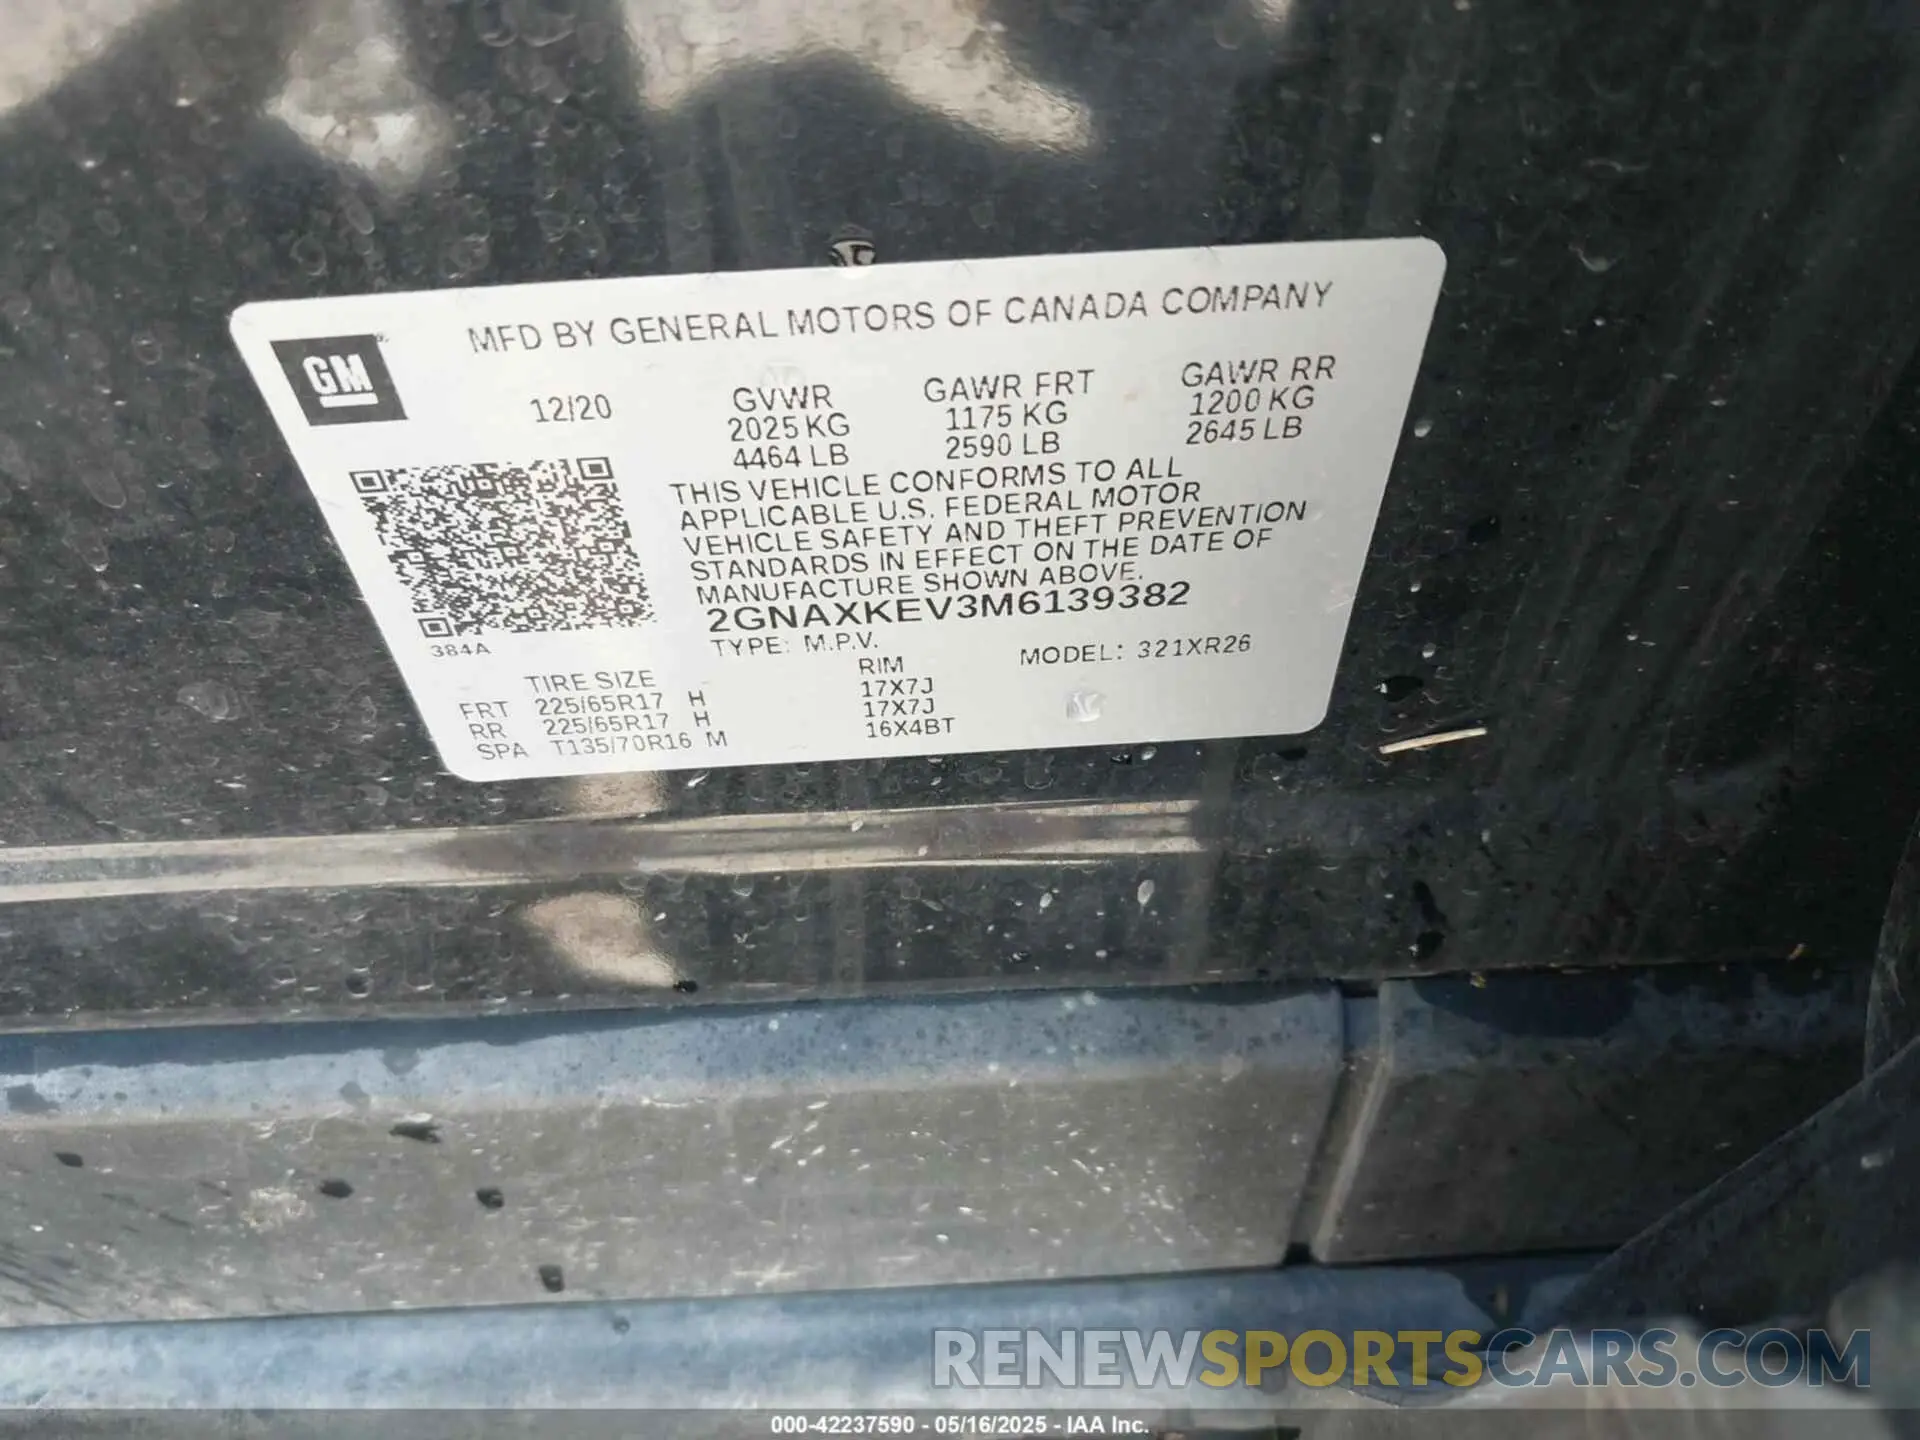 MFD BY GENERAL MOTORS OF CANADA COMPANY
GM
12/20
GVWR GAWR FRT GAWR RR
2025 KG 1175 KG 1200 KG
4464 LB 2590 LB 2645 LB
THIS VEHICLE CONFORMS TO ALL
APPLICABLE U.S. FEDERAL MOTOR
VEHICLE SAFETY AND THEFT PREVENTION
STANDARDS IN EFFECT ON THE DATE OF
MANUFACTURE SHOWN ABOVE.
2GNAXKEV3M6139382
384A
TYPE: M.P.V. MODEL: 321XR26
TIRE SIZE RIM
FRT 225/65R17 H 17X7J
RR 225/65R17 H 17X7J
SPA T135/70R16 M 16X4BT
RENEWSPORTSCARS.COM
000-42237590 - 05/16/2025 - IAA Inc.